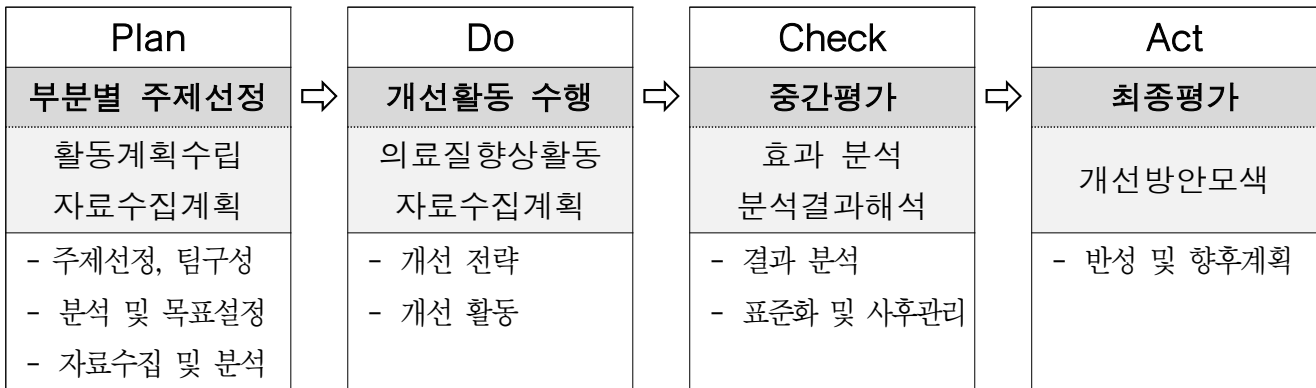 Plan
부분별 주제선정
활동계획수립
자료수집계획
- 주제선정, 팀구성
- 분석 및 목표설정
- 자료수집 및 분석
⇨
Do
개선활동 수행
의료질향상활동
자료수집계획
- 개선 전략
- 개선 활동
⇨
Check
중간평가
효과 분석
분석결과해석
- 결과 분석
- 표준화 및 사후관리
⇨
Act
최종평가
개선방안모색
- 반성 및 향후계획